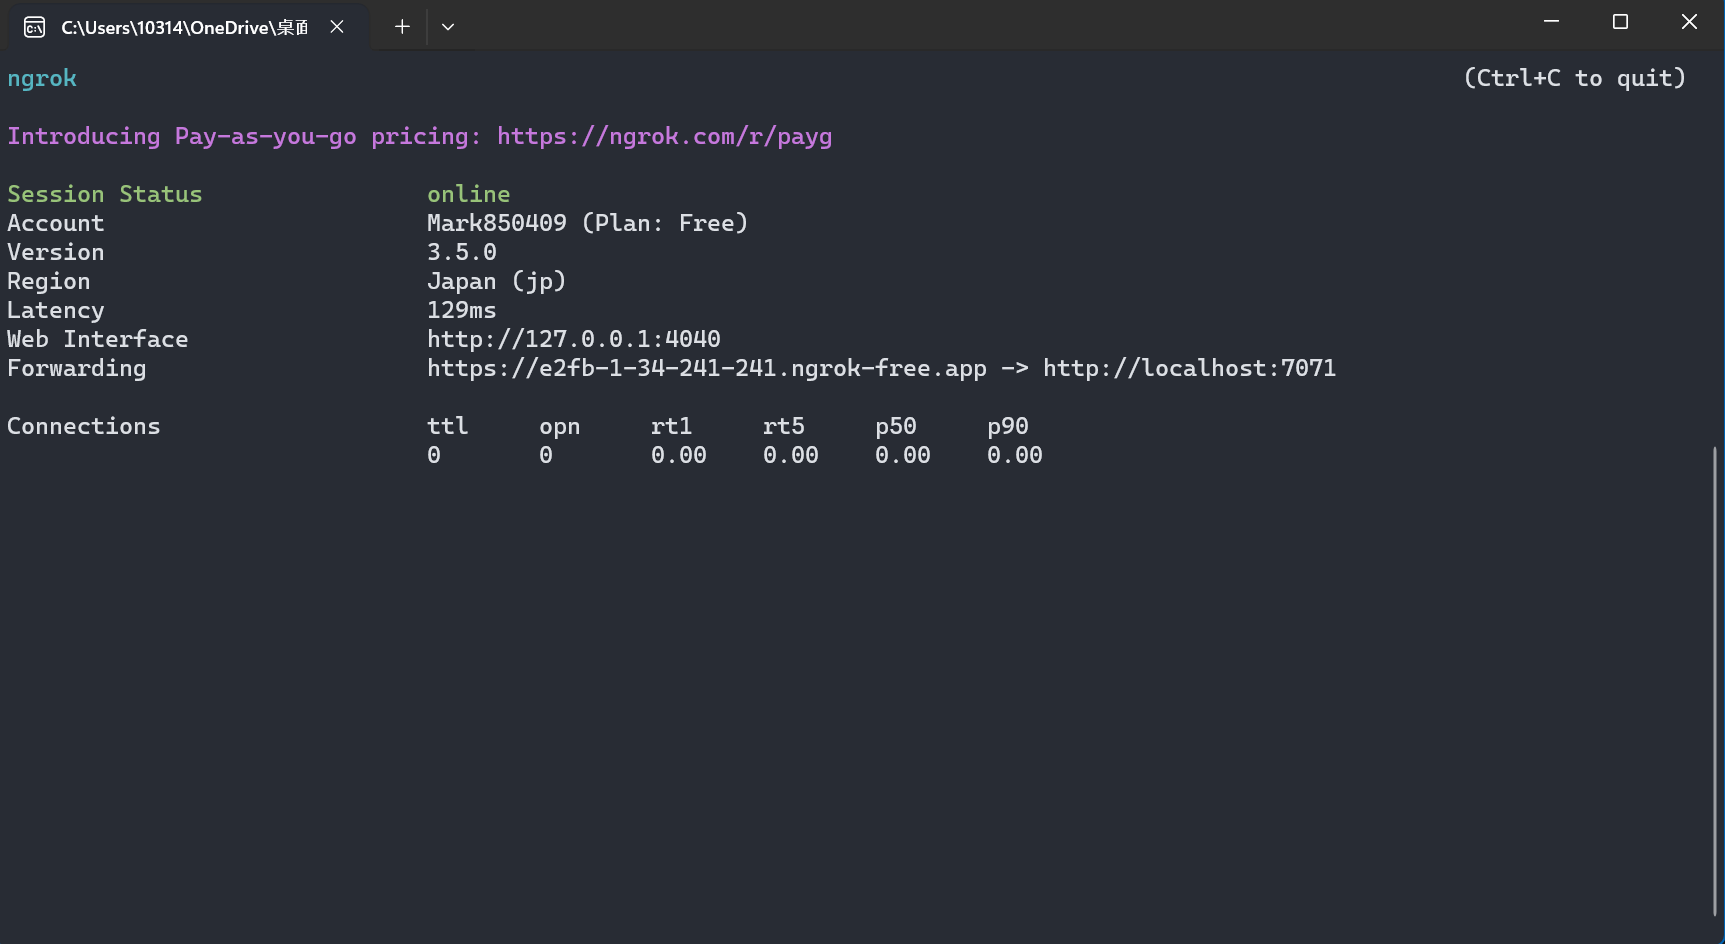 C:\Users\10314\OneDrive\桌面
ngrok (Ctrl+C to quit)
Introducing Pay-as-you-go pricing: https://ngrok.com/r/payg
Session Status online
Account Mark850409 (Plan: Free)
Version 3.5.0
Region Japan (jp)
Latency 129ms
Web Interface http://127.0.0.1:4040
Forwarding https://e2fb-1-34-241-241.ngrok-free.app -> http://localhost:7071
Connections ttl opn rt1 rt5 p50 p90
0 0 0.00 0.00 0.00 0.00